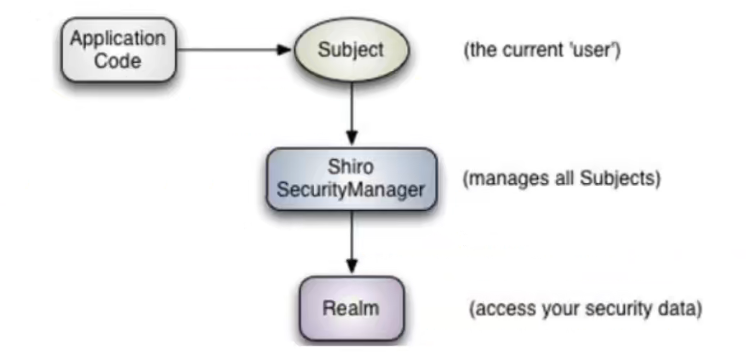 Application
Code
Subject
(the current 'user')
Shiro
SecurityManager
(manages all Subjects)
Realm
(access your security data)